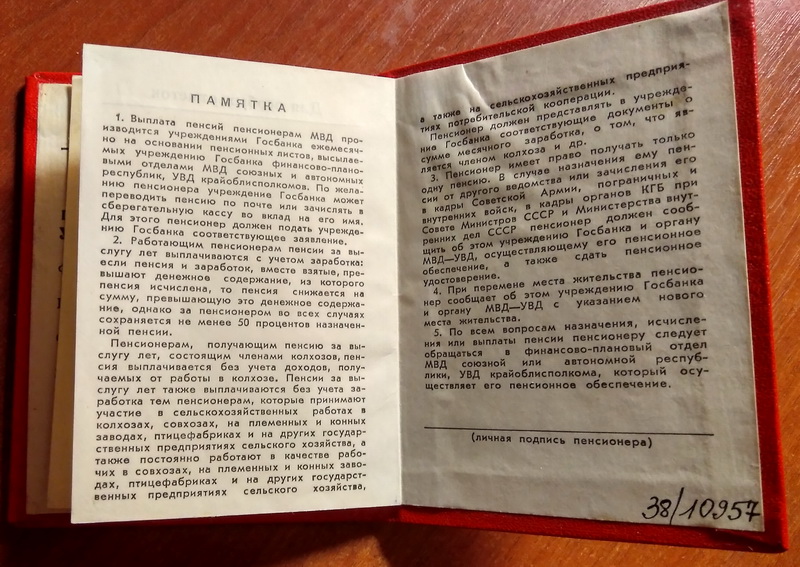 ПАМЯТКА
1. Выплата пенсий пенсионерам МВД про-
изводится учреждениями Госбанка ежемесяч-
но на основании пенсионных листов, высылае-
мых учреждению Госбанка финансово-плано-
выми отделами МВД союзных и автономных
республик, УВД крайоблисполкомов. По жела-
нию пенсионера учреждение Госбанка может
переводить пенсию по почте или зачислять в
сберегательную кассу во вклад на его имя.
Для этого пенсионер должен подать учрежде-
нию Госбанка соответствующее заявление.
2. Работающим пенсионерам пенсии за вы-
слугу лет выплачиваются с учетом заработка:
если пенсия и заработок, вместе взятые, пре-
вышают денежное содержание, из которого
пенсия исчислена, то пенсия снижается на
сумму, превышающую это денежное содержа-
ние, однако за пенсионером во всех случаях
сохраняется не менее 50 процентов назначен-
ной пенсии.
Пенсионерам, получающим пенсию за вы-
слугу лет, состоящим членами колхозов, пен-
сия выплачивается без учета доходов, полу-
чаемых от работы в колхозе. Пенсии за вы-
слугу лет также выплачиваются без учета за-
работка тем пенсионерам, которые принимают
участие в сельскохозяйственных работах в
колхозах, совхозах, на племенных и конных
заводах, птицефабриках и на других государ-
ственных предприятиях сельского хозяйства, а
также постоянно работают в качестве рабо-
чих в совхозах, на племенных и конных заво-
дах, птицефабриках и на других государст-
венных предприятиях сельского хозяйства,
а также на сельскохозяйственных предприя-
тиях потребительской кооперации.
Пенсионер должен представлять в учрежде-
ние Госбанка соответствующие документы о
сумме месячного заработка, о том, что яв-
ляется членом колхоза и др.
3. Пенсионер имеет право получать только
одну пенсию. В случае назначения ему пен-
сии от другого ведомства или зачисления его
в кадры Советской Армии, пограничных и
внутренних войск, в кадры органов КГБ при
Совете Министров СССР и Министерства внут-
ренних дел СССР пенсионер должен сооб-
щить об этом учреждению Госбанка и органу
МВД—УВД, осуществляющему его пенсионное
обеспечение, а также сдать пенсионное
удостоверение.
4. При перемене места жительства пенсио-
нер сообщает об этом учреждению Госбанка
и органу МВД—УВД с указанием нового
места жительства.
5. По всем вопросам назначения, исчисле-
ния или выплаты пенсии пенсионеру следует
обращаться в финансово-плановый отдел
МВД союзной или автономной респуб-
лики, УВД крайоблисполкома, который осу-
ществляет его пенсионное обеспечение.
(личная подпись пенсионера)
38/10957